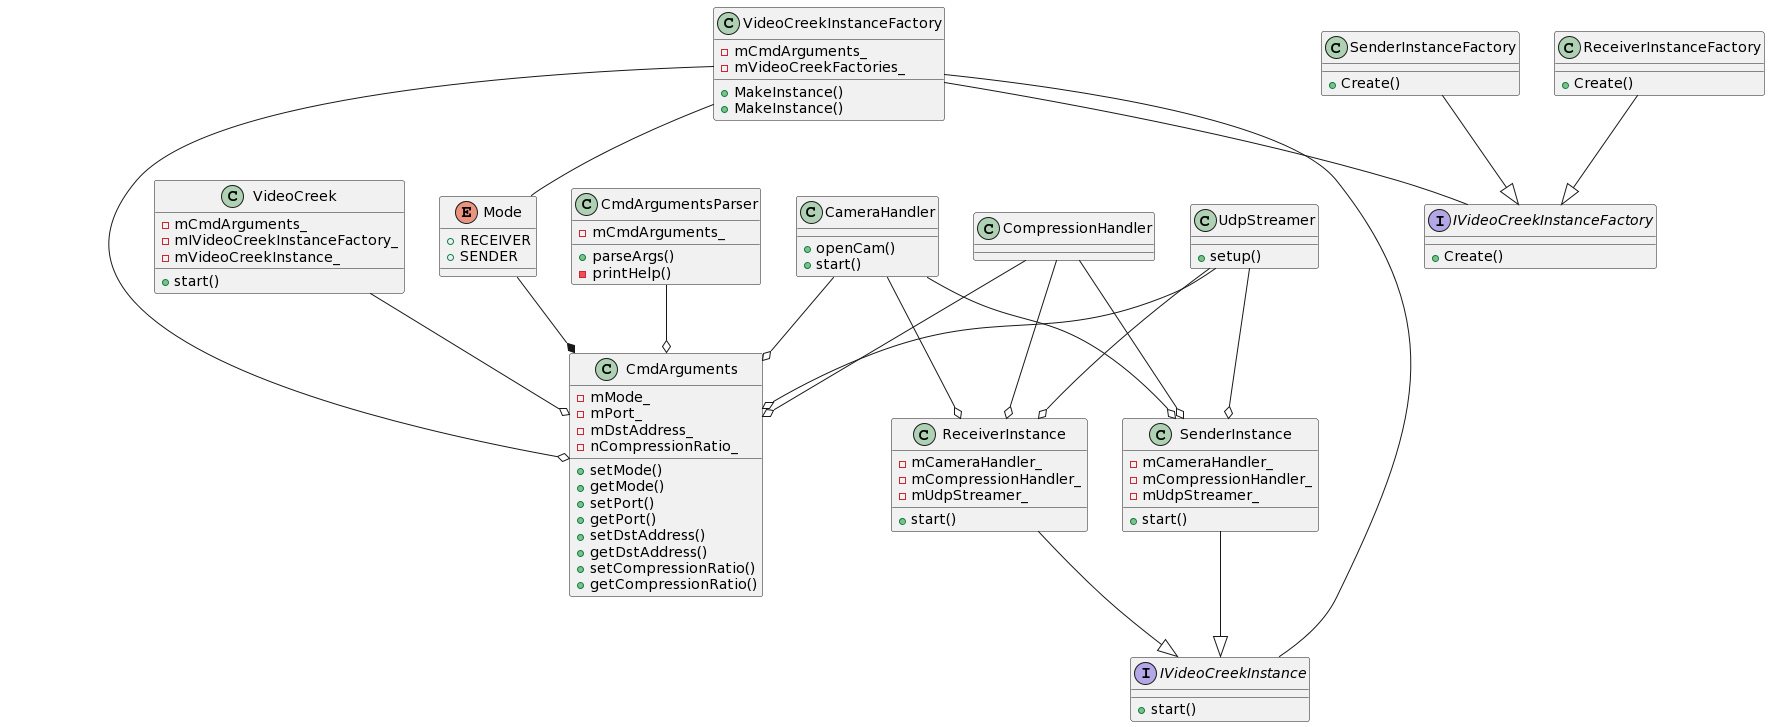 C VideoCreekInstanceFactory
mCmdArguments_
mVideoCreekFactories_
MakeInstance()
MakeInstance()
C SenderInstanceFactory
Create()
C ReceiverInstanceFactory
Create()
C VideoCreek
mCmdArguments_
mIVideoCreekInstanceFactory_
mVideoCreekInstance_
start()
E Mode
RECEIVER
SENDER
C CmdArgumentsParser
mCmdArguments_
parseArgs()
printHelp()
C CameraHandler
openCam()
start()
C CompressionHandler
C UdpStreamer
setup()
I IVideoCreekInstanceFactory
Create()
C CmdArguments
mMode_
mPort_
mDstAddress_
nCompressionRatio_
setMode()
getMode()
setPort()
getPort()
setDstAddress()
getDstAddress()
setCompressionRatio()
getCompressionRatio()
C ReceiverInstance
mCameraHandler_
mCompressionHandler_
mUdpStreamer_
start()
C SenderInstance
mCameraHandler_
mCompressionHandler_
mUdpStreamer_
start()
I IVideoCreekInstance
start()